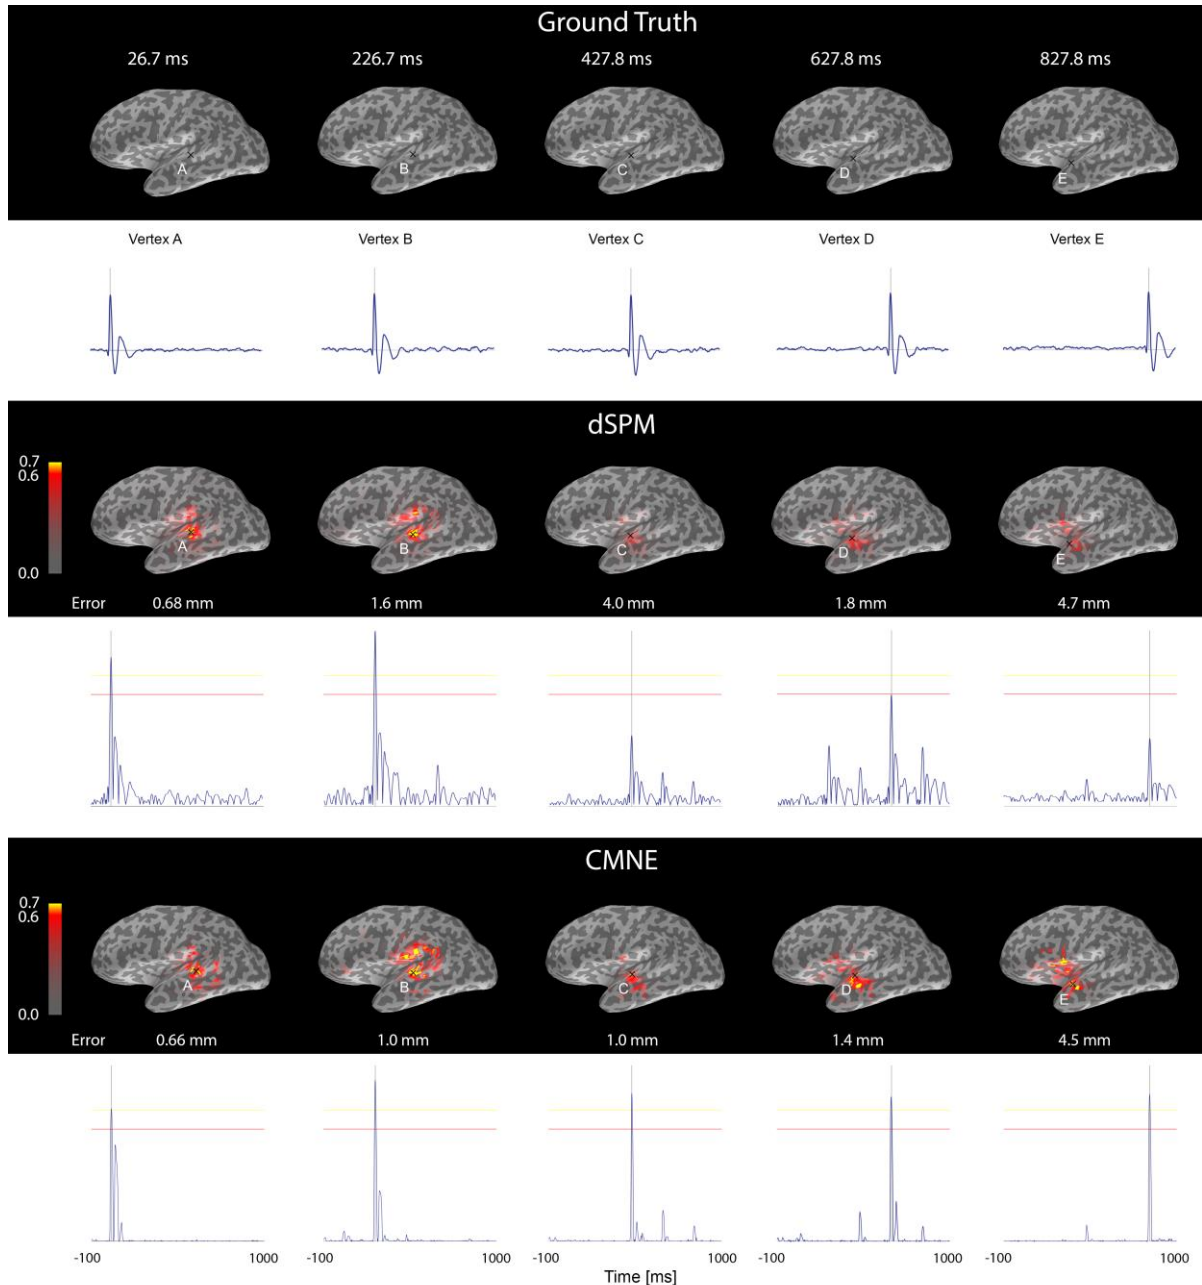 Ground Truth
26.7 ms 226.7 ms 427.8 ms 627.8 ms 827.8 ms
A B C D E
Vertex A Vertex B Vertex C Vertex D Vertex E
dSPM
0.7
0.6
A B C D E
0.0
Error 0.68 mm 1.6 mm 4.0 mm 1.8 mm 4.7 mm
CMNE
0.7
0.6
A B C D E
0.0
Error 0.66 mm 1.0 mm 1.0 mm 1.4 mm 4.5 mm
-100 1000 -100 1000 -100 1000 -100 1000 -100 1000
Time [ms]